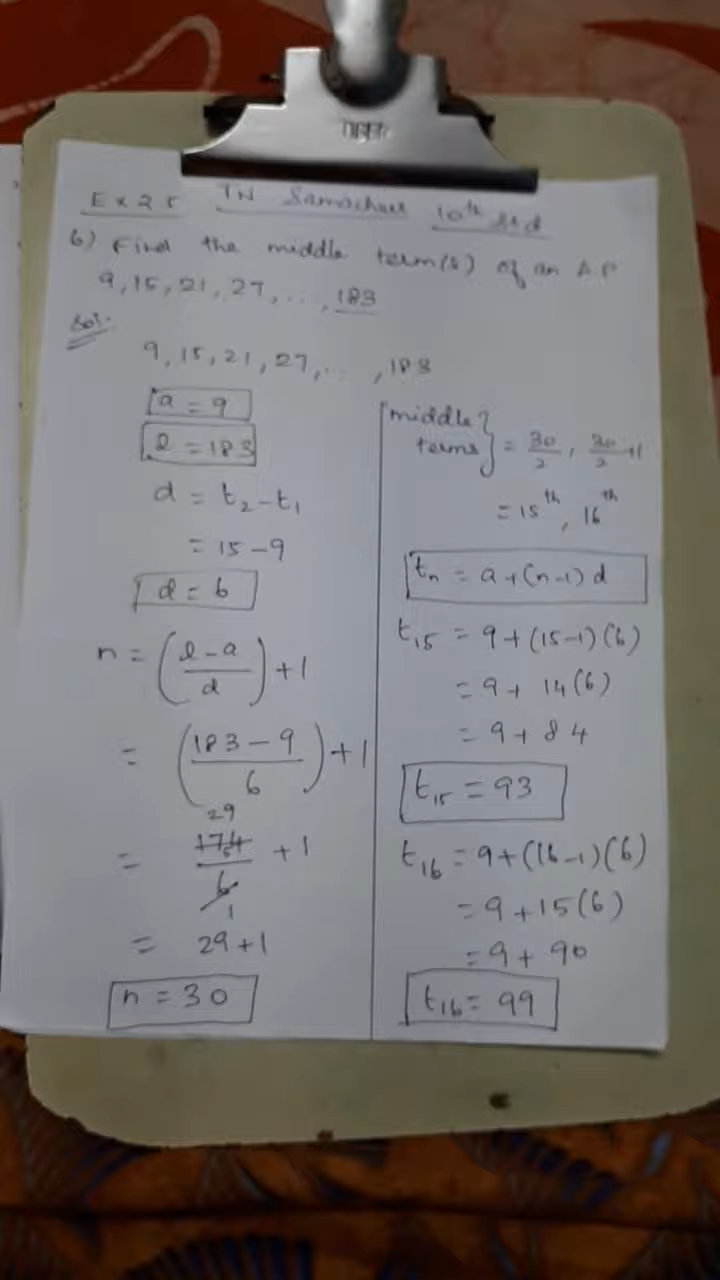 Ex 2.5 TN Samacheer 10th std
6) Find the middle term(s) of an A.P
9, 15, 21, 27, ..., 183
Sol:
9, 15, 21, 27, ..., 183
a = 9
l = 183
d = t₂ - t₁
= 15 - 9
d = 6
n = ((l - a)/d) + 1
= ((183 - 9)/6) + 1
29
= 174/6 + 1
1
= 29 + 1
n = 30
middle terms } = 30/2, 30/2 + 1
= 15th, 16th
tₙ = a + (n-1) d
t₁₅ = 9 + (15-1)(6)
= 9 + 14(6)
= 9 + 84
t₁₅ = 93
t₁₆ = 9 + (16-1)(6)
= 9 + 15(6)
= 9 + 90
t₁₆ = 99